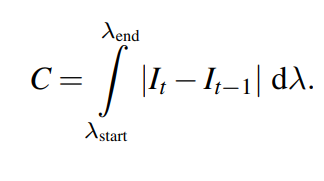 C = ∫_{λ_start}^{λ_end} |I_t − I_{t−1}| dλ.